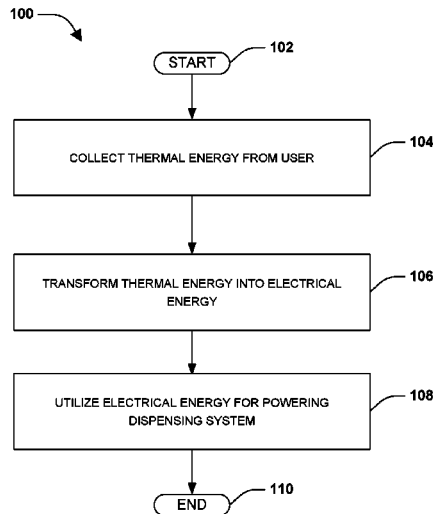 100
START
102
COLLECT THERMAL ENERGY FROM USER
104
TRANSFORM THERMAL ENERGY INTO ELECTRICAL
ENERGY
106
UTILIZE ELECTRICAL ENERGY FOR POWERING
DISPENSING SYSTEM
108
END
110